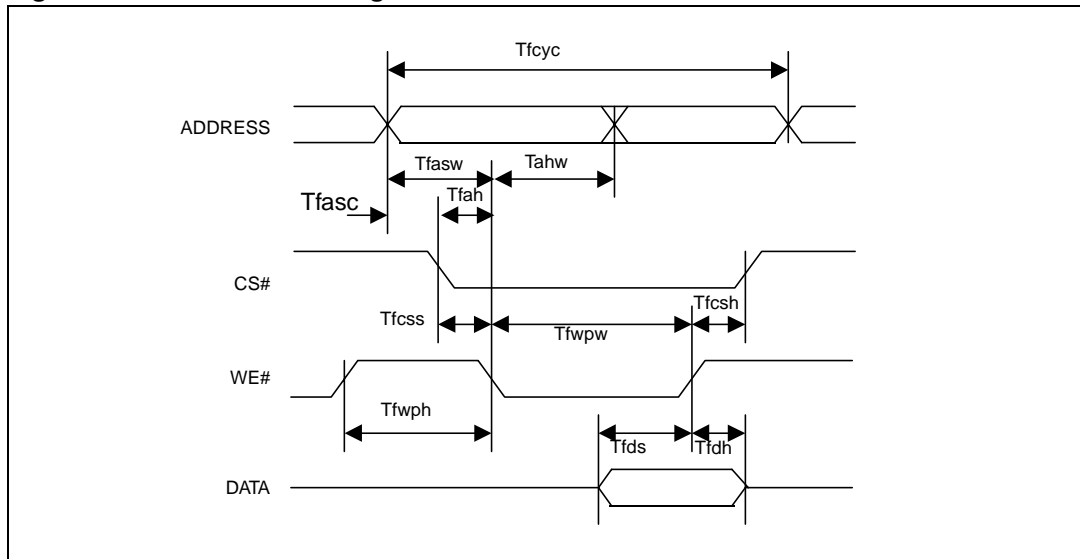 Tfcyc
ADDRESS
Tfasw Tahw
Tfasc Tfah
CS#
Tfcss Tfwpw Tfcsh
WE#
Tfwph
Tfds Tfdh
DATA